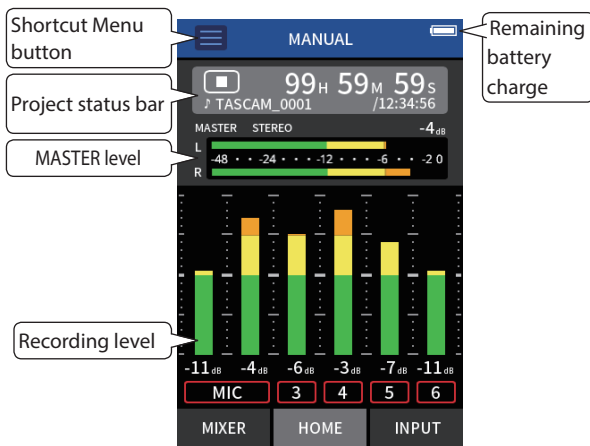 Shortcut Menu
button
Project status bar
MASTER level
Recording level
Remaining
battery
charge
MANUAL
99H 59M 59S
♪ TASCAM_0001 /12:34:56
MASTER STEREO -4dB
L
-48 -24 -12 -6 -2 0
R
-11dB -4dB -6dB -3dB -7dB -11dB
MIC 3 4 5 6
MIXER HOME INPUT